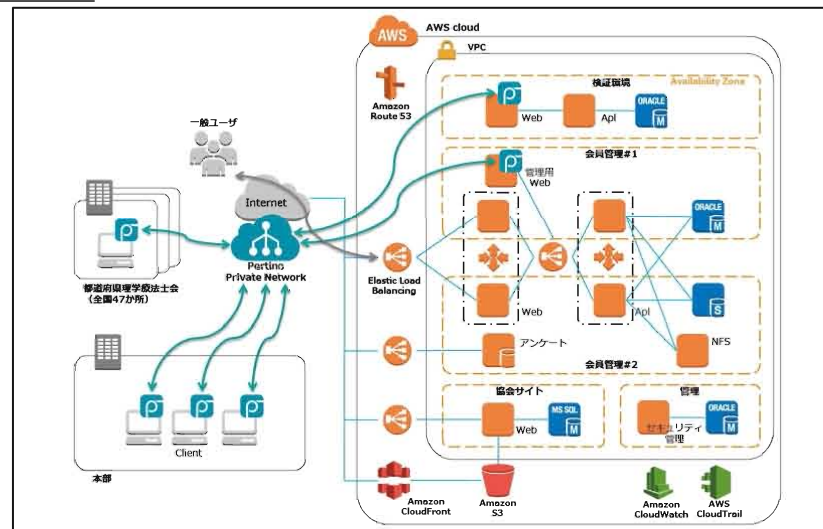 AWS
AWS cloud
VPC
Amazon
Route 53
検証環境
Availability Zone
Web
Apl
ORACLE
M
一般ユーザ
会員管理#1
管理用
Web
Internet
ORACLE
M
Pertino
Private Network
都道府県理学療法士会
(全国47か所)
Elastic Load
Balancing
Web
Apl
S
アンケート
NFS
会員管理#2
協会サイト
管理
Web
MS SQL
M
セキュリティ
管理
ORACLE
M
Client
本部
Amazon
CloudFront
Amazon
S3
Amazon
CloudWatch
AWS
CloudTrail